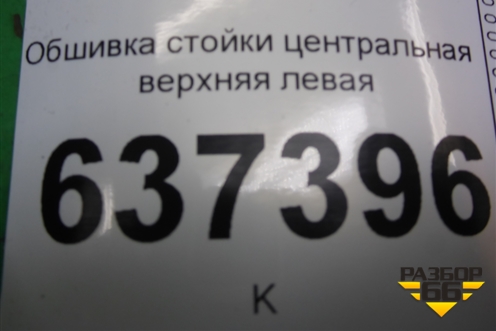 Обшивка стойки центральная
верхняя левая
637396
К
РАЗБОР
66